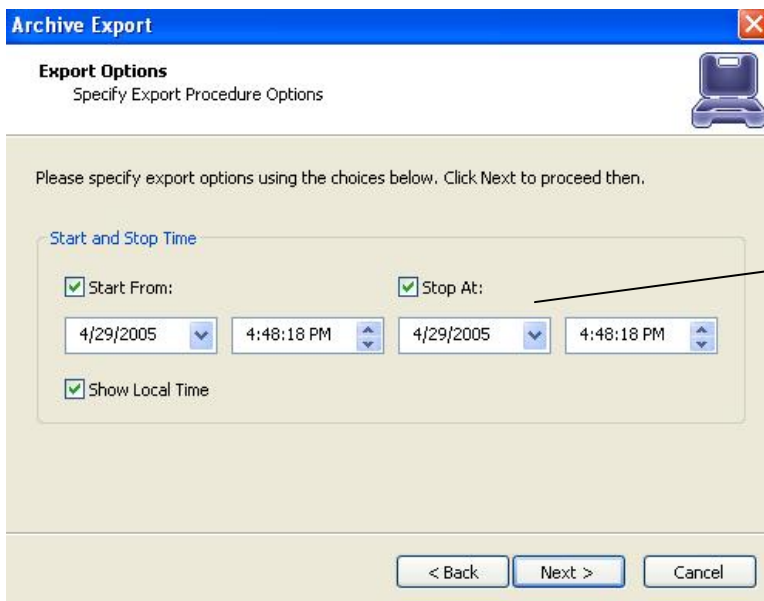 Archive Export
Export Options
Specify Export Procedure Options
Please specify export options using the choices below. Click Next to proceed then.
Start and Stop Time
Start From: Stop At:
4/29/2005 4:48:18 PM 4/29/2005 4:48:18 PM
Show Local Time
< Back Next > Cancel